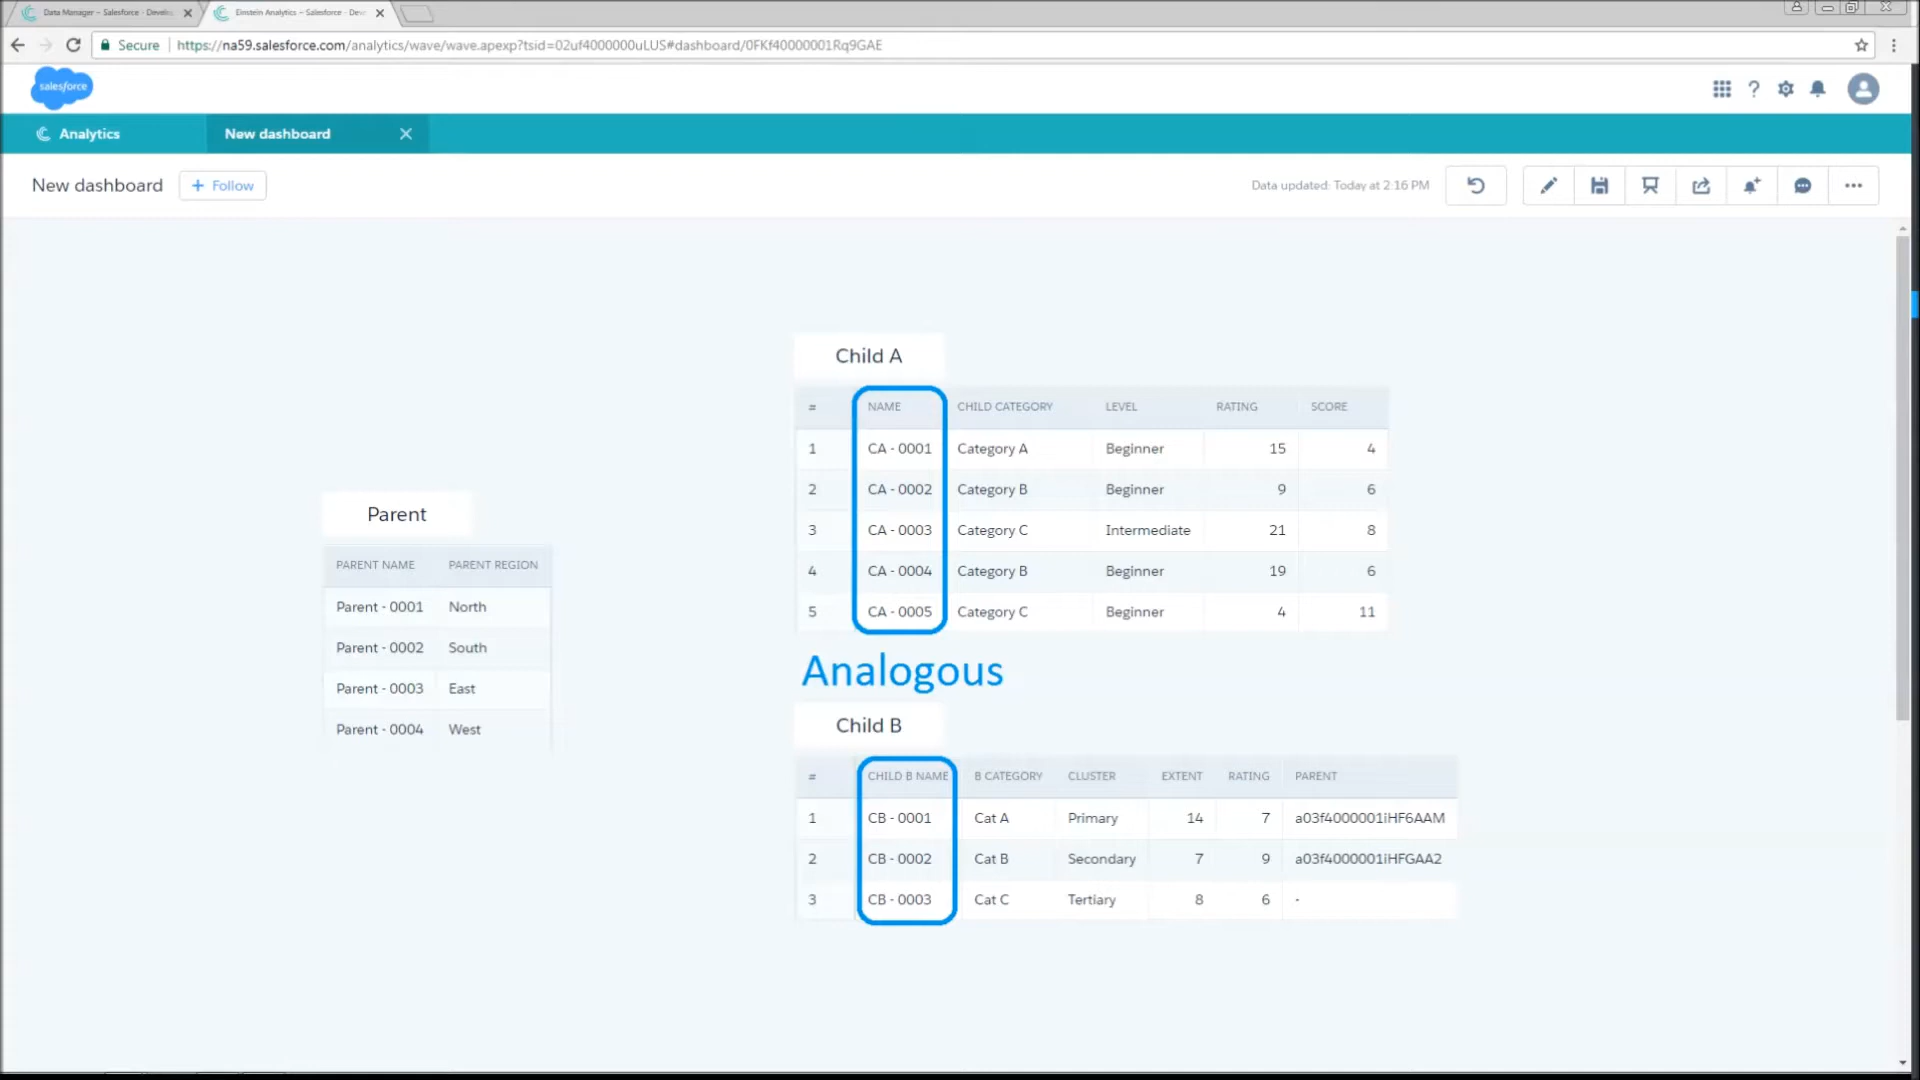 Data Manager – Salesforce - Develo
Einstein Analytics – Salesforce - Dev
Secure
https://na59.salesforce.com/analytics/wave/wave.apexp?tsid=02uf4000000uLUS#dashboard/0FKf40000001Rq9GAE
salesforce
Analytics
New dashboard
New dashboard
+ Follow
Data updated: Today at 2:16 PM
Child A
# NAME CHILD CATEGORY LEVEL RATING SCORE
1 CA - 0001 Category A Beginner 15 4
2 CA - 0002 Category B Beginner 9 6
3 CA - 0003 Category C Intermediate 21 8
4 CA - 0004 Category B Beginner 19 6
5 CA - 0005 Category C Beginner 4 11
Parent
PARENT NAME PARENT REGION
Parent - 0001 North
Parent - 0002 South
Parent - 0003 East
Parent - 0004 West
Analogous
Child B
# CHILD B NAME B CATEGORY CLUSTER EXTENT RATING PARENT
1 CB - 0001 Cat A Primary 14 7 a03f4000001iHF6AAM
2 CB - 0002 Cat B Secondary 7 9 a03f4000001iHFGAA2
3 CB - 0003 Cat C Tertiary 8 6 -